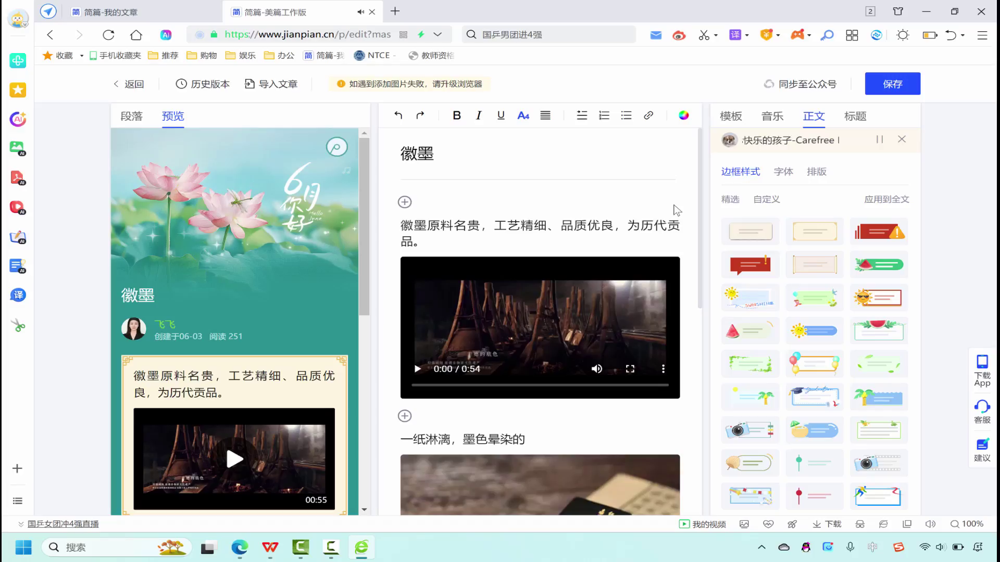 简篇-我的文章
简篇-美篇工作版
2
https://www.jianpian.cn/p/edit?mas
国乒男团进4强
收藏
手机收藏夹
推荐
购物
娱乐
办公
简篇-我
NTCE -
教师资格
返回
历史版本
导入文章
如遇到添加图片失败，请升级浏览器
同步至公众号
保存
段落
预览
6月
你
好
Hello
June
徽墨
飞飞
创建于06-03 阅读 251
徽墨原料名贵，工艺精细、品质优
良，为历代贡品。
00:55
徽墨
徽墨原料名贵，工艺精细、品质优良，为历代贡
品。
0:00 / 0:54
一纸淋漓，墨色晕染的
模板
音乐
正文
标题
快乐的孩子-Carefree
边框样式
字体
排版
精选
自定义
应用到全文
SUNSHINE
Graduation
下载
App
客服
建议
国乒女团冲4强直播
我的视频
下载
100%
搜索
中